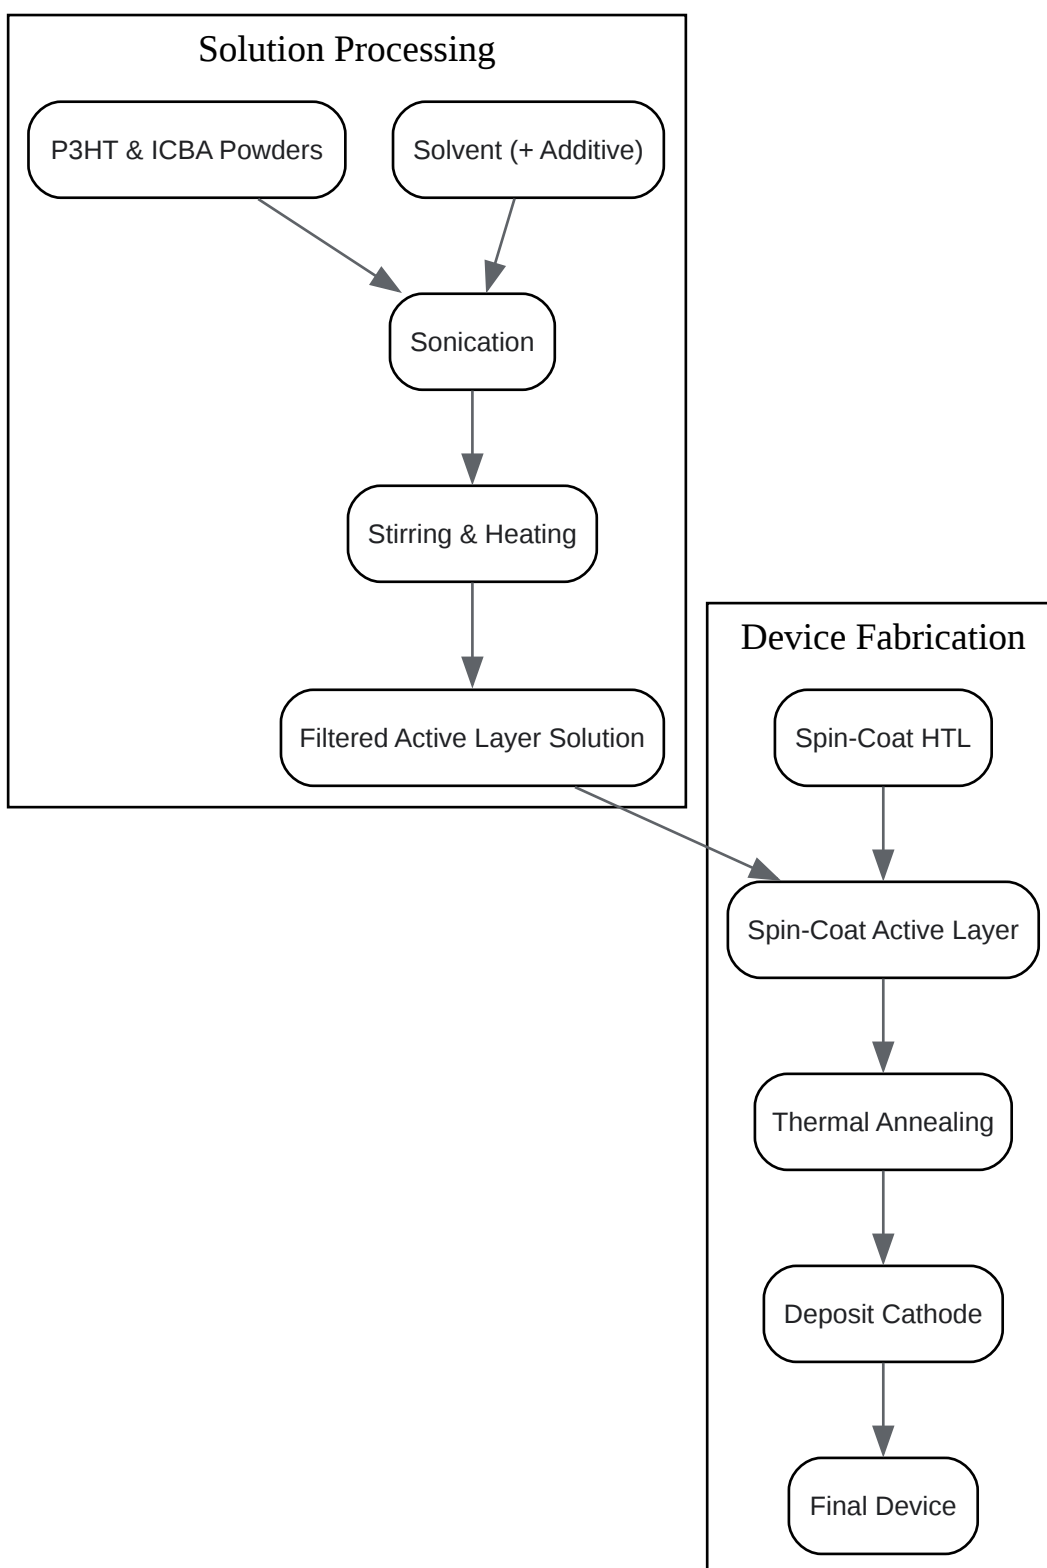 Solution Processing
P3HT & ICBA Powders
Solvent (+ Additive)
Sonication
Stirring & Heating
Filtered Active Layer Solution
Device Fabrication
Spin-Coat HTL
Spin-Coat Active Layer
Thermal Annealing
Deposit Cathode
Final Device